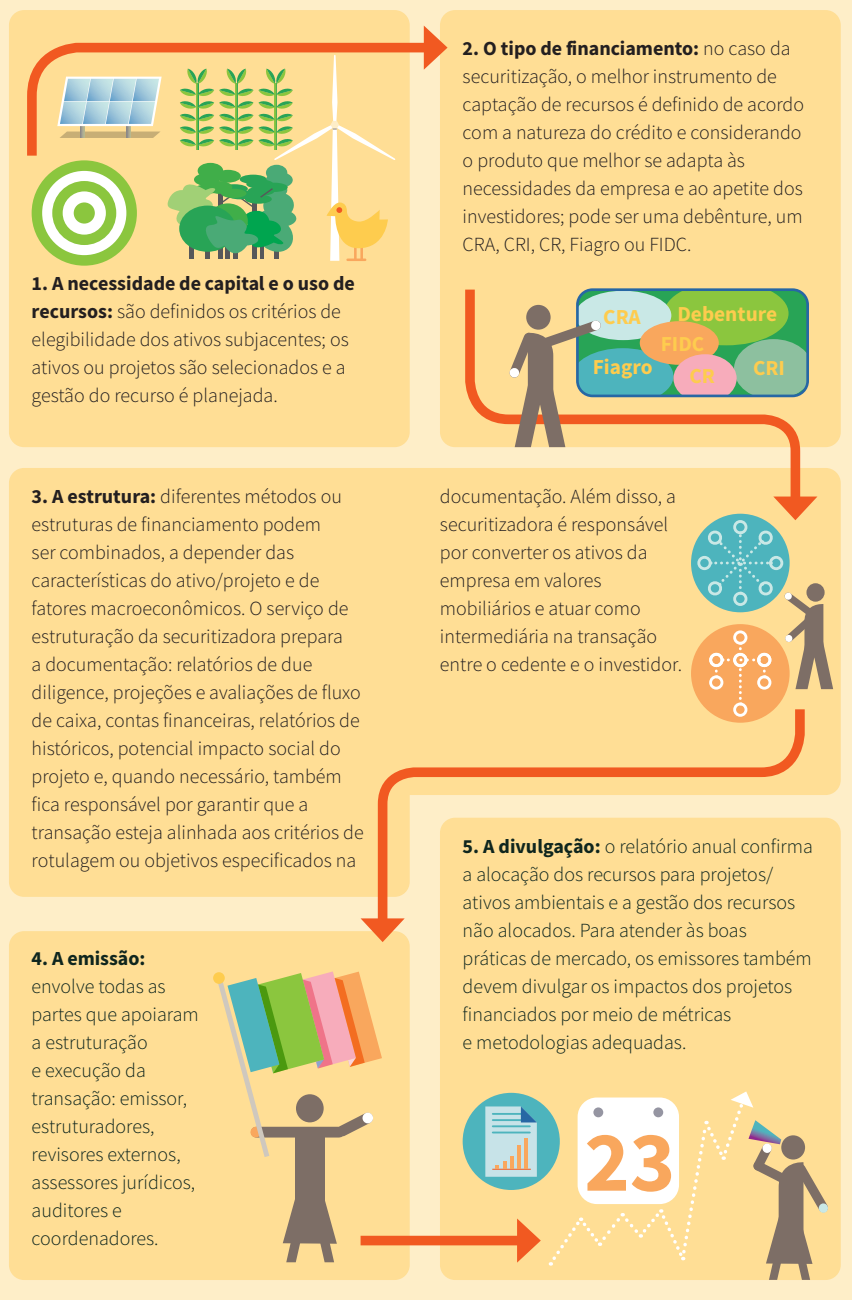 1. A necessidade de capital e o uso de
recursos: são definidos os critérios de
elegibilidade dos ativos subjacentes; os
ativos ou projetos são selecionados e a
gestão do recurso é planejada.
2. O tipo de financiamento: no caso da
securitização, o melhor instrumento de
captação de recursos é definido de acordo
com a natureza do crédito e considerando
o produto que melhor se adapta às
necessidades da empresa e ao apetite dos
investidores; pode ser uma debênture, um
CRA, CRI, CR, Fiagro ou FIDC.
CRA
Debenture
FIDC
Fiagro
CR
CRI
3. A estrutura: diferentes métodos ou
estruturas de financiamento podem
ser combinados, a depender das
características do ativo/projeto e de
fatores macroeconômicos. O serviço de
estruturação da securitizadora prepara
a documentação: relatórios de due
diligence, projeções e avaliações de fluxo
de caixa, contas financeiras, relatórios de
históricos, potencial impacto social do
projeto e, quando necessário, também
fica responsável por garantir que a
transação esteja alinhada aos critérios de
rotulagem ou objetivos especificados na
documentação. Além disso, a
securitizadora é responsável
por converter os ativos da
empresa em valores
mobiliários e atuar como
intermediária na transação
entre o cedente e o investidor.
4. A emissão:
envolve todas as
partes que apoiaram
a estruturação
e execução da
transação: emissor,
estruturadores,
revisores externos,
assessores jurídicos,
auditores e
coordenadores.
5. A divulgação: o relatório anual confirma
a alocação dos recursos para projetos/
ativos ambientais e a gestão dos recursos
não alocados. Para atender às boas
práticas de mercado, os emissores também
devem divulgar os impactos dos projetos
financiados por meio de métricas
e metodologias adequadas.
23